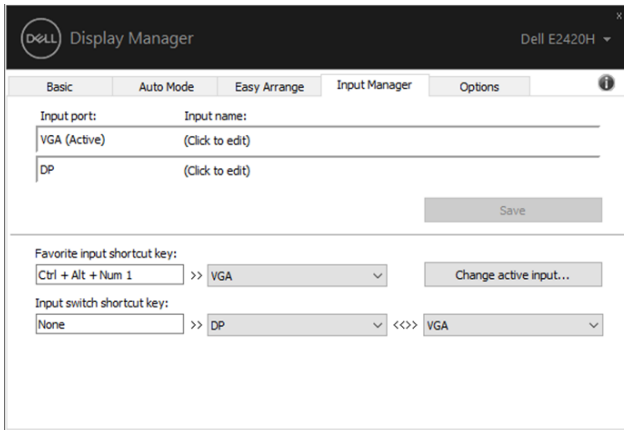 x
DELL Display Manager Dell E2420H
Basic Auto Mode Easy Arrange Input Manager Options i
Input port: Input name:
VGA (Active) (Click to edit)
DP (Click to edit)
Save
Favorite input shortcut key:
Ctrl + Alt + Num 1 >> VGA Change active input...
Input switch shortcut key:
None >> DP <<>> VGA